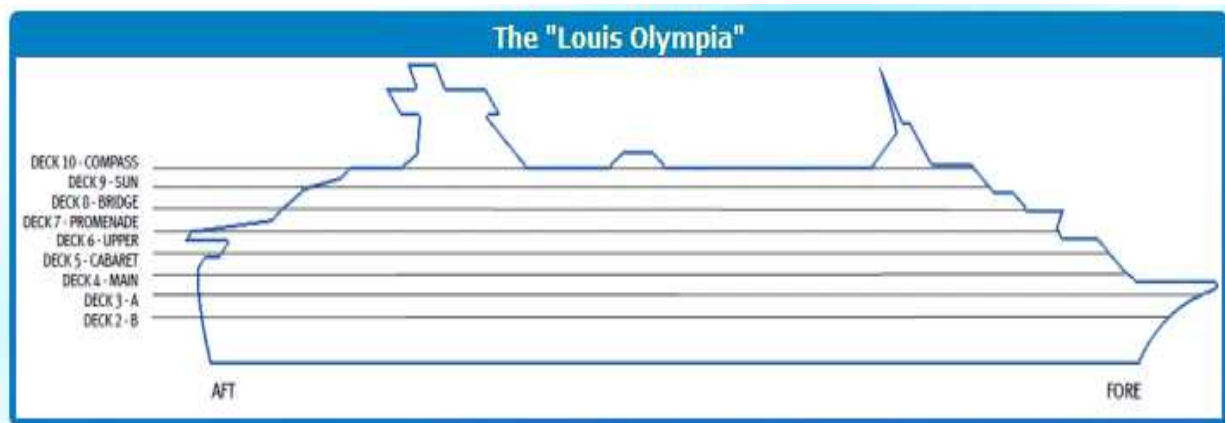 The "Louis Olympia"
DECK 10 - COMPASS
DECK 9 - SUN
DECK 8 - BRIDGE
DECK 7 - PROMENADE
DECK 6 - UPPER
DECK 5 - CABARET
DECK 4 - MAIN
DECK 3 - A
DECK 2 - B
AFT
FORE